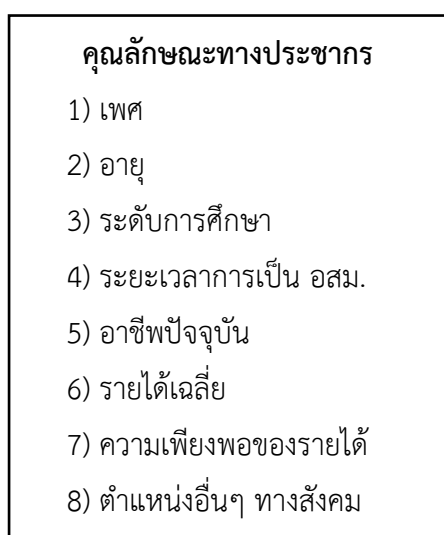 คุณลักษณะทางประชากร
1) เพศ
2) อายุ
3) ระดับการศึกษา
4) ระยะเวลาการเป็น อสม.
5) อาชีพปัจจุบัน
6) รายได้เฉลี่ย
7) ความเพียงพอของรายได้
8) ตำแหน่งอื่นๆ ทางสังคม